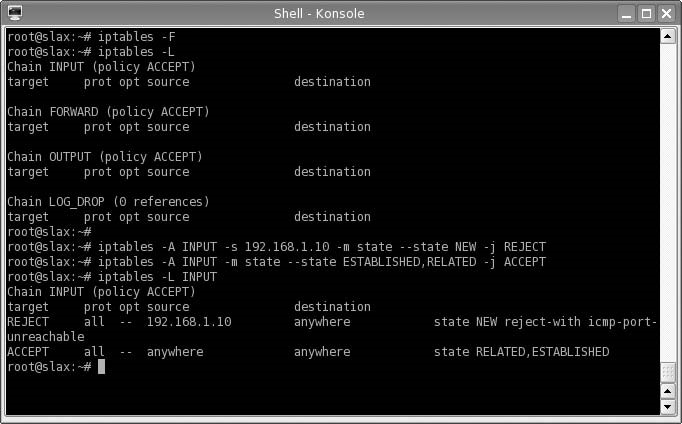 Shell - Konsole
root@slax:~# iptables -F
root@slax:~# iptables -L
Chain INPUT (policy ACCEPT)
target     prot opt source               destination

Chain FORWARD (policy ACCEPT)
target     prot opt source               destination

Chain OUTPUT (policy ACCEPT)
target     prot opt source               destination

Chain LOG_DROP (0 references)
target     prot opt source               destination
root@slax:~#
root@slax:~# iptables -A INPUT -s 192.168.1.10 -m state --state NEW -j REJECT
root@slax:~# iptables -A INPUT -m state --state ESTABLISHED,RELATED -j ACCEPT
root@slax:~# iptables -L INPUT
Chain INPUT (policy ACCEPT)
target     prot opt source               destination
REJECT     all  --  192.168.1.10         anywhere            state NEW reject-with icmp-port-
unreachable
ACCEPT     all  --  anywhere             anywhere            state RELATED,ESTABLISHED
root@slax:~#